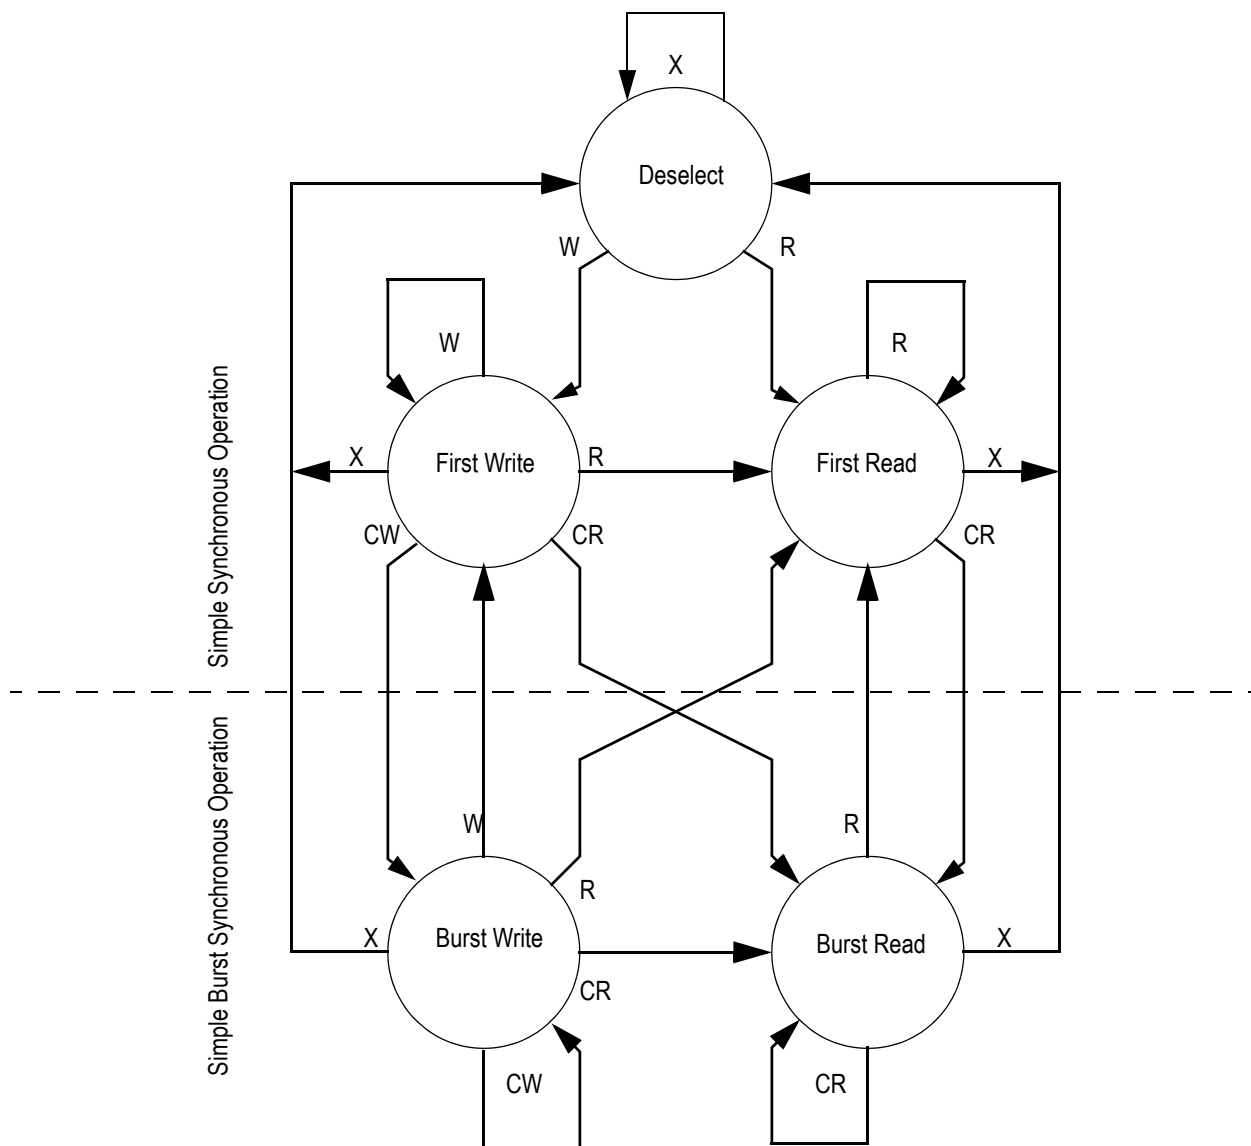 X
Deselect
W
R
W
R
Simple Synchronous Operation
X
First Write
R
First Read
X
CW
CR
CR
Simple Burst Synchronous Operation
W
R
R
X
Burst Write
Burst Read
X
CR
CW
CR